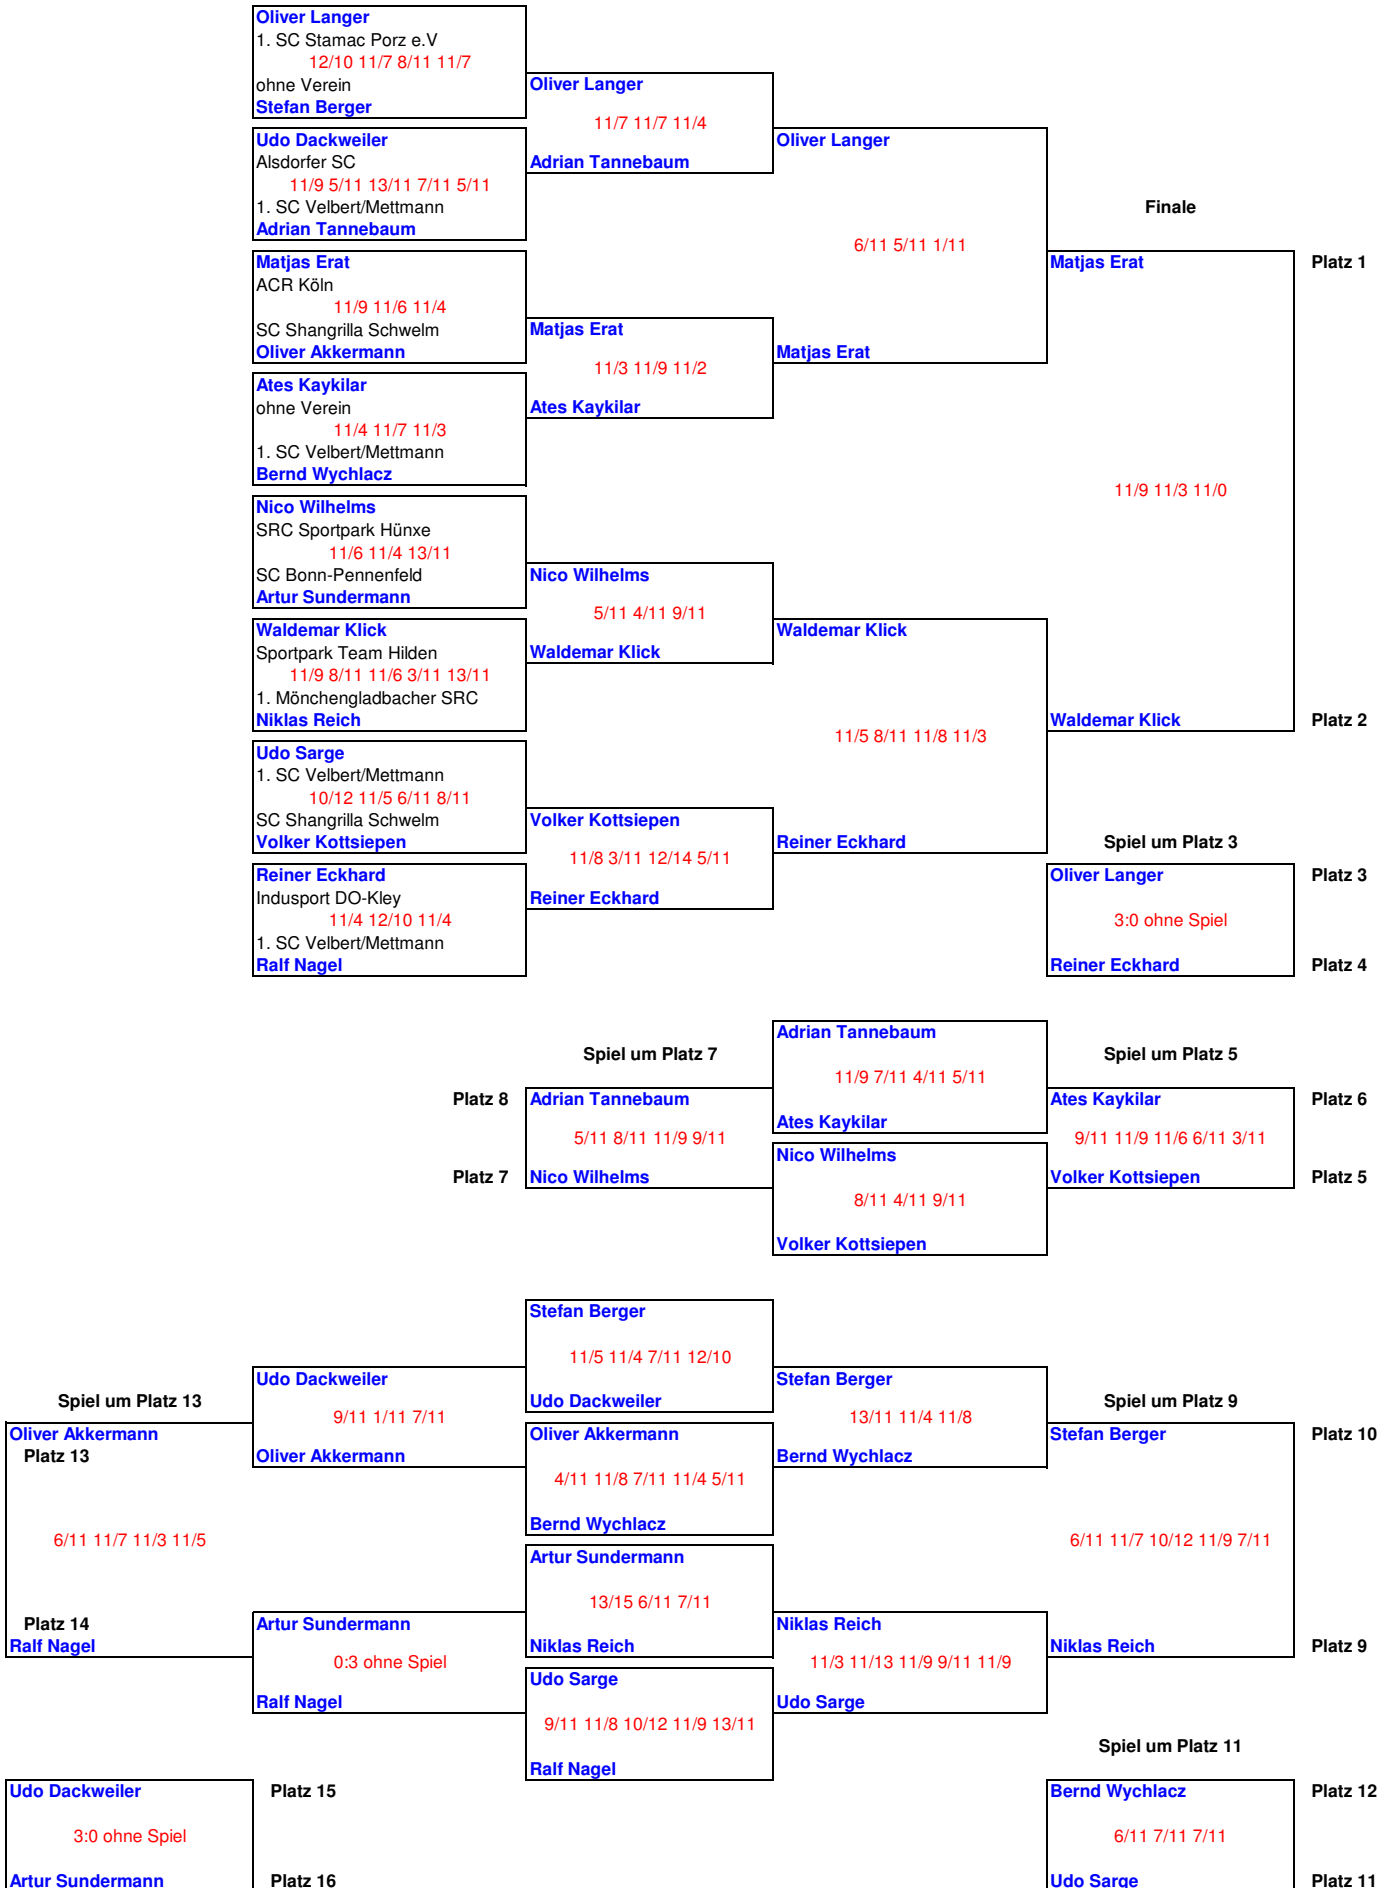 Oliver Langer
1. SC Stamac Porz e.V
12/10 11/7 8/11 11/7
ohne Verein
Stefan Berger
Udo Dackweiler
Alsdorfer SC
11/9 5/11 13/11 7/11 5/11
1. SC Velbert/Mettmann
Adrian Tannebaum
Matjas Erat
ACR Köln
11/9 11/6 11/4
SC Shangrilla Schwelm
Oliver Akkermann
Ates Kaykilar
ohne Verein
11/4 11/7 11/3
1. SC Velbert/Mettmann
Bernd Wychlacz
Nico Wilhelms
SRC Sportpark Hünxe
11/6 11/4 13/11
SC Bonn-Pennenfeld
Artur Sundermann
Waldemar Klick
Sportpark Team Hilden
11/9 8/11 11/6 3/11 13/11
1. Mönchengladbacher SRC
Niklas Reich
Udo Sarge
1. SC Velbert/Mettmann
10/12 11/5 6/11 8/11
SC Shangrilla Schwelm
Volker Kottsiepen
Reiner Eckhard
Indusport DO-Kley
11/4 12/10 11/4
1. SC Velbert/Mettmann
Ralf Nagel
Oliver Langer
11/7 11/7 11/4
Adrian Tannebaum
Matjas Erat
11/3 11/9 11/2
Ates Kaykilar
Nico Wilhelms
5/11 4/11 9/11
Waldemar Klick
Volker Kottsiepen
11/8 3/11 12/14 5/11
Reiner Eckhard
Oliver Langer
6/11 5/11 1/11
Matjas Erat
Waldemar Klick
11/5 8/11 11/8 11/3
Reiner Eckhard
Finale
Matjas Erat Platz 1
11/9 11/3 11/0
Waldemar Klick Platz 2
Spiel um Platz 3
Oliver Langer Platz 3
3:0 ohne Spiel
Reiner Eckhard Platz 4
Spiel um Platz 7
Platz 8 Adrian Tannebaum
5/11 8/11 11/9 9/11
Platz 7 Nico Wilhelms
Adrian Tannebaum
11/9 7/11 4/11 5/11
Ates Kaykilar
Nico Wilhelms
8/11 4/11 9/11
Volker Kottsiepen
Spiel um Platz 5
Ates Kaykilar Platz 6
9/11 11/9 11/6 6/11 3/11
Volker Kottsiepen Platz 5
Spiel um Platz 13
Oliver Akkermann
Platz 13
6/11 11/7 11/3 11/5
Platz 14
Ralf Nagel
Udo Dackweiler
9/11 1/11 7/11
Oliver Akkermann
Artur Sundermann
0:3 ohne Spiel
Ralf Nagel
Stefan Berger
11/5 11/4 7/11 12/10
Udo Dackweiler
Oliver Akkermann
4/11 11/8 7/11 11/4 5/11
Bernd Wychlacz
Artur Sundermann
13/15 6/11 7/11
Niklas Reich
Udo Sarge
9/11 11/8 10/12 11/9 13/11
Ralf Nagel
Stefan Berger
13/11 11/4 11/8
Bernd Wychlacz
Niklas Reich
11/3 11/13 11/9 9/11 11/9
Udo Sarge
Spiel um Platz 9
Stefan Berger Platz 10
6/11 11/7 10/12 11/9 7/11
Niklas Reich Platz 9
Udo Dackweiler Platz 15
3:0 ohne Spiel
Artur Sundermann Platz 16
Spiel um Platz 11
Bernd Wychlacz Platz 12
6/11 7/11 7/11
Udo Sarge Platz 11